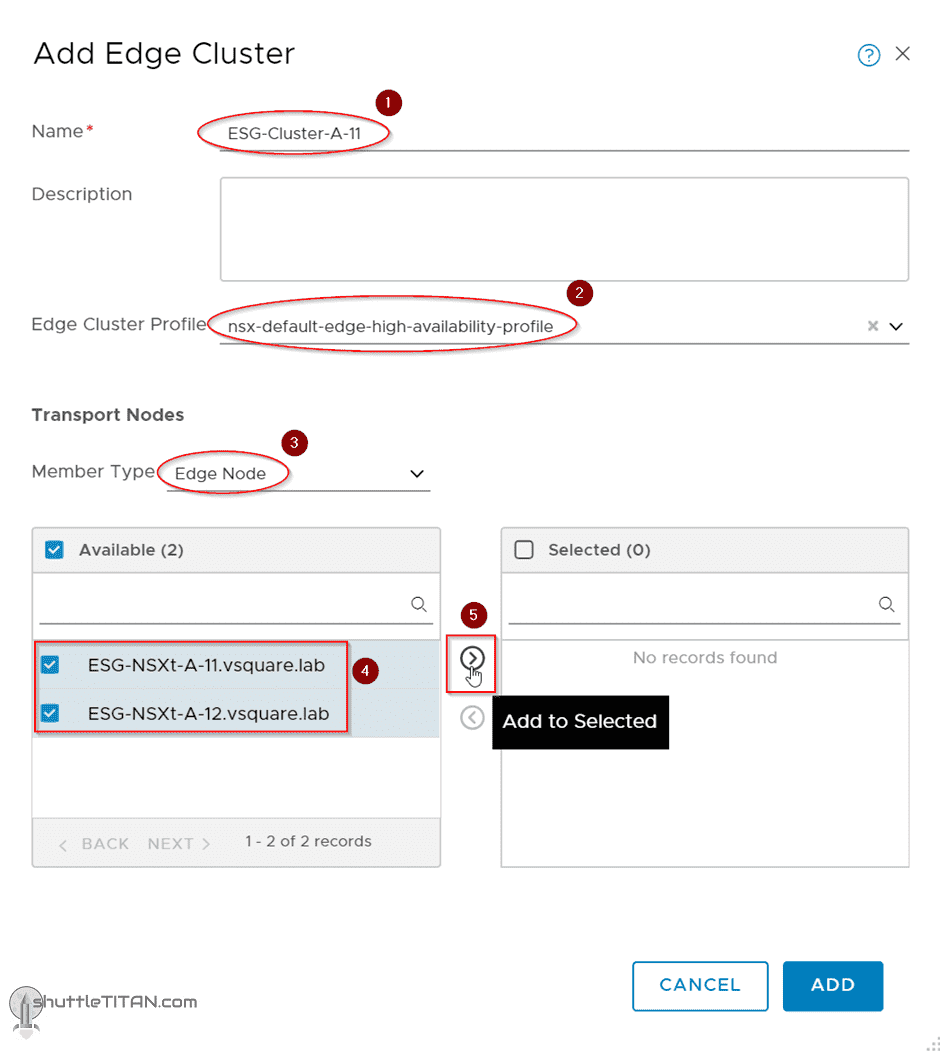 Add Edge Cluster
?
1
Name*
ESG-Cluster-A-11
Description
2
Edge Cluster Profile
nsx-default-edge-high-availability-profile
Transport Nodes
3
Member Type
Edge Node
Available (2)
Selected (0)
5
ESG-NSXt-A-11.vsquare.lab
4
No records found
ESG-NSXt-A-12.vsquare.lab
Add to Selected
BACK NEXT 1 - 2 of 2 records
CANCEL
ADD
shuttleTITAN.com